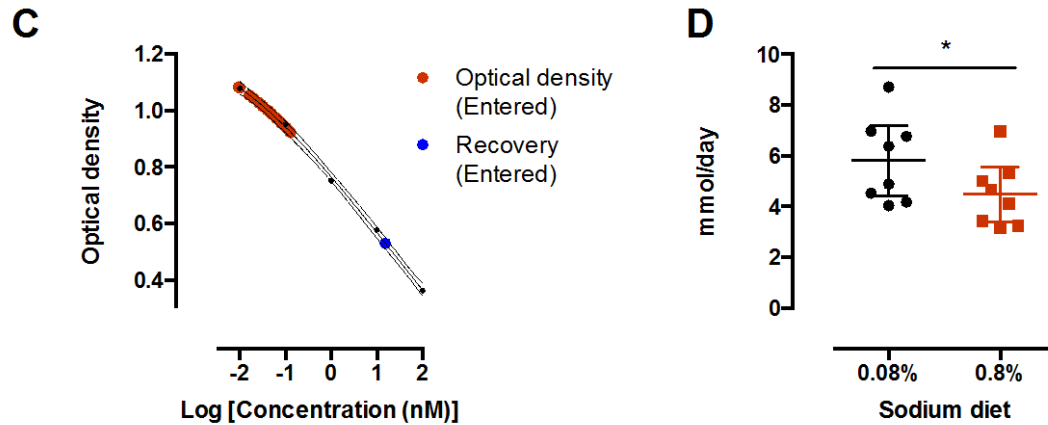 C
1.2
1.0
0.8
0.6
0.4
Optical density
-2 -1 0 1 2
Log [Concentration (nM)]
Optical density
(Entered)
Recovery
(Entered)
D
*
10
8
6
4
2
0
mmol/day
0.08% 0.8%
Sodium diet